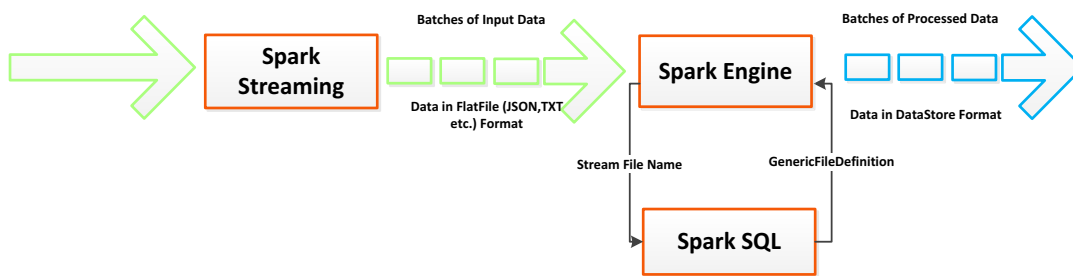 Batches of Input Data
Batches of Processed Data
Spark
Streaming
Spark Engine
Data in FlatFile (JSON,TXT
etc.) Format
Data in DataStore Format
Stream File Name
GenericFileDefinition
Spark SQL